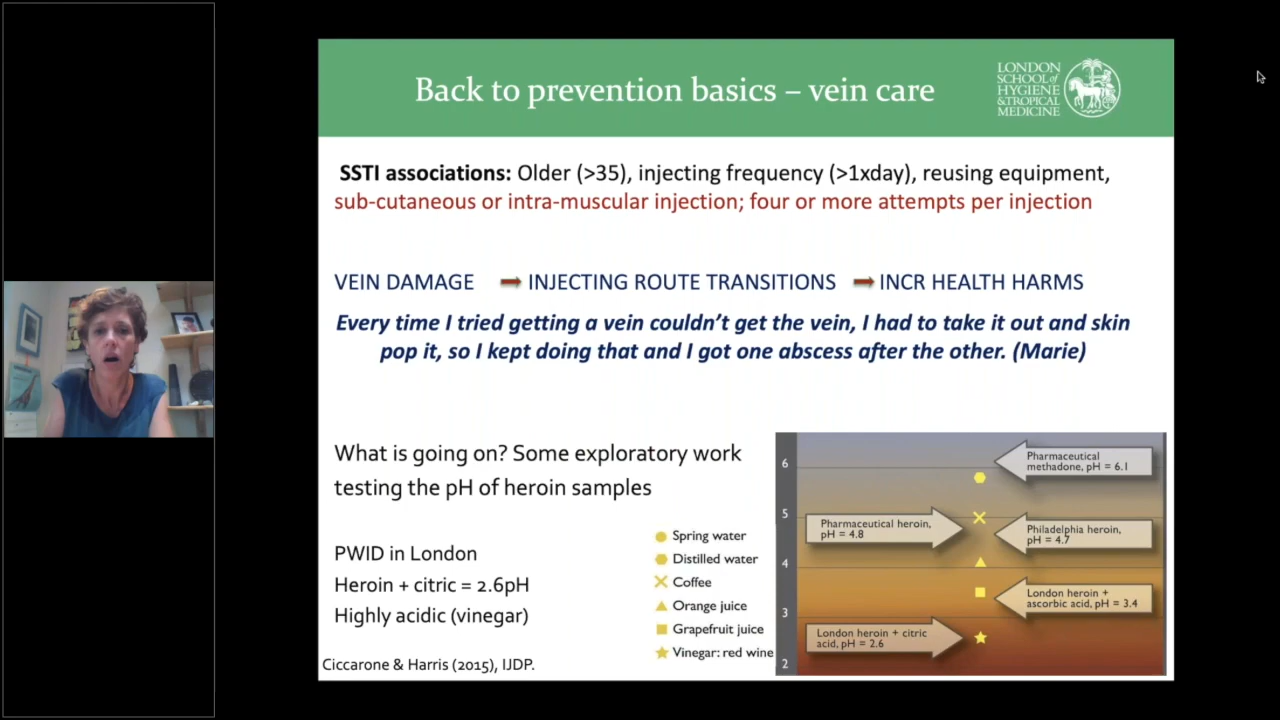 Back to prevention basics – vein care
LONDON
SCHOOL of
HYGIENE
& TROPICAL
MEDICINE
SSTI associations: Older (>35), injecting frequency (>1xday), reusing equipment,
sub-cutaneous or intra-muscular injection; four or more attempts per injection
VEIN DAMAGE
INJECTING ROUTE TRANSITIONS
INCR HEALTH HARMS
Every time I tried getting a vein couldn't get the vein, I had to take it out and skin
pop it, so I kept doing that and I got one abscess after the other. (Marie)
What is going on? Some exploratory work
testing the pH of heroin samples
PWID in London
Heroin + citric = 2.6pH
Highly acidic (vinegar)
Ciccarone & Harris (2015), IJDP.
Spring water
Distilled water
Coffee
Orange juice
Grapefruit juice
Vinegar: red wine
6
5
4
3
2
Pharmaceutical
methadone, pH = 6.1
Pharmaceutical heroin,
pH = 4.8
Philadelphia heroin,
pH = 4.7
London heroin +
ascorbic acid, pH = 3.4
London heroin + citric
acid, pH = 2.6